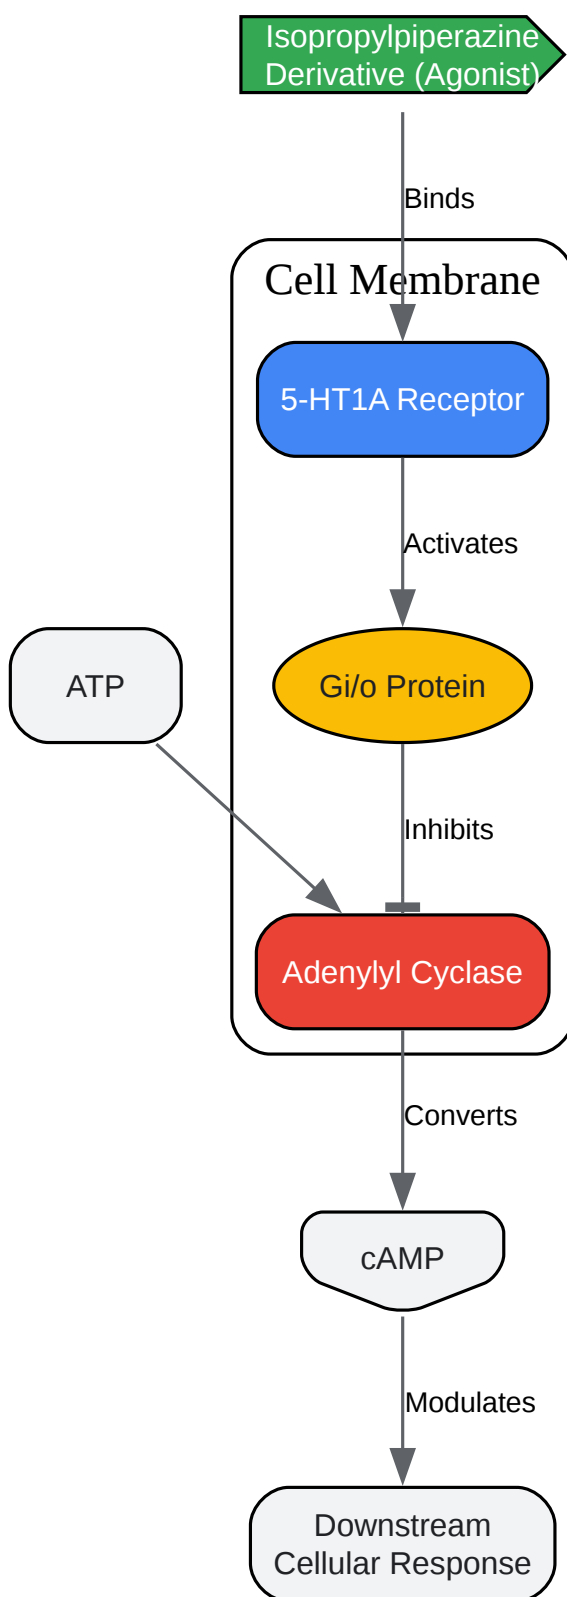 Isopropylpiperazine
Derivative (Agonist)
Binds
Cell Membrane
5-HT1A Receptor
Activates
ATP
Gi/o Protein
Inhibits
Adenylyl Cyclase
Converts
cAMP
Modulates
Downstream
Cellular Response